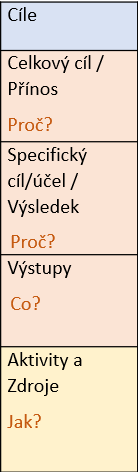 Cíle
Celkový cíl /
Přínos
Proč?
Specifický
cíl/účel /
Výsledek
Proč?
Výstupy
Co?
Aktivity a
Zdroje
Jak?